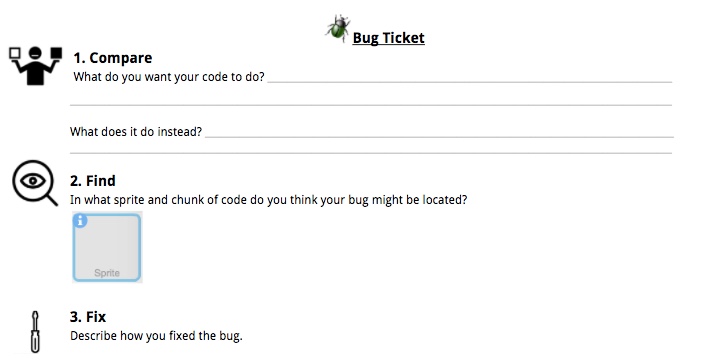 Bug Ticket
1. Compare
What do you want your code to do?
What does it do instead?
2. Find
In what sprite and chunk of code do you think your bug might be located?
i
Sprite
3. Fix
Describe how you fixed the bug.